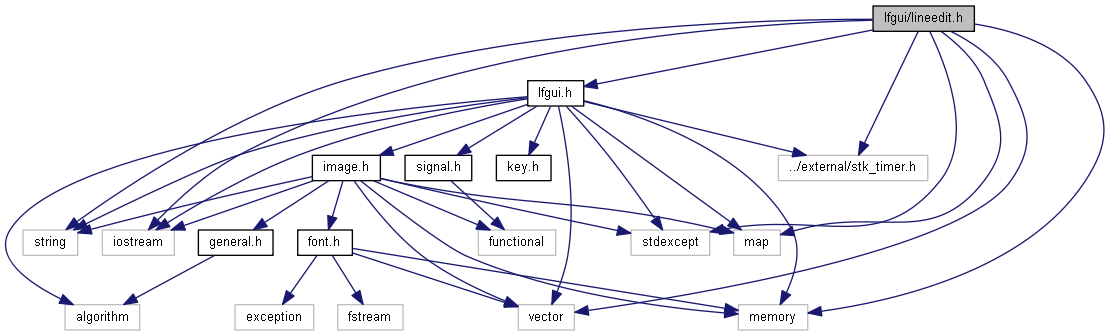 lfgui/lineedit.h
lfgui.h
image.h
signal.h
key.h
../external/stk_timer.h
string
iostream
general.h
font.h
functional
stdexcept
map
algorithm
exception
fstream
vector
memory